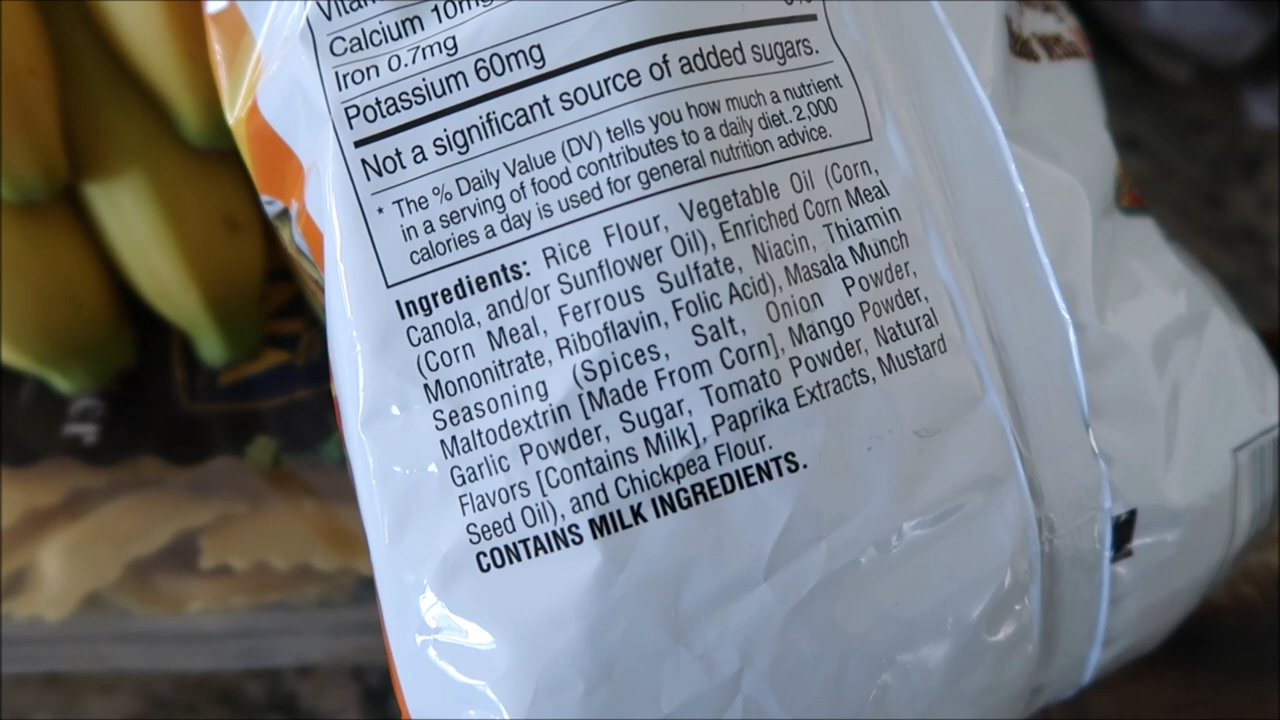 Calcium 10mg
Iron 0.7mg
Potassium 60mg
Not a significant source of added sugars.
* The % Daily Value (DV) tells you how much a nutrient
in a serving of food contributes to a daily diet. 2,000
calories a day is used for general nutrition advice.
Ingredients: Rice Flour, Vegetable Oil (Corn,
Canola, and/or Sunflower Oil), Enriched Corn Meal
(Corn Meal, Ferrous Sulfate, Niacin, Thiamin
Mononitrate, Riboflavin, Folic Acid), Masala Munch
Seasoning (Spices, Salt, Onion Powder,
Maltodextrin [Made From Corn], Mango Powder,
Garlic Powder, Sugar, Tomato Powder, Natural
Flavors [Contains Milk], Paprika Extracts, Mustard
Seed Oil), and Chickpea Flour.
CONTAINS MILK INGREDIENTS.